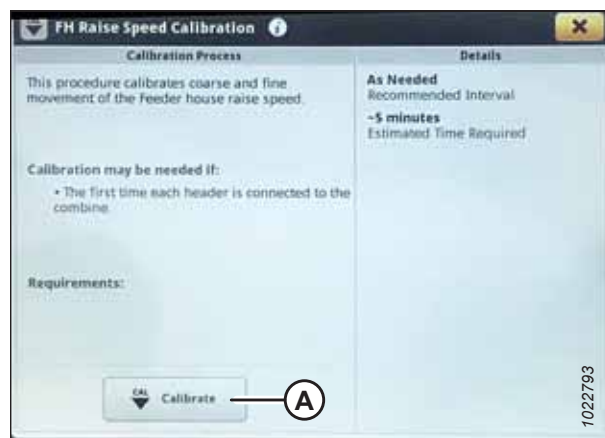 FH Raise Speed Calibration i
Calibration Process
This procedure calibrates coarse and fine
movement of the Feeder house raise speed.
Calibration may be needed if:
• The first time each header is connected to the
combine.
Requirements:
CAL Calibrate
A
Details
As Needed
Recommended Interval
~5 minutes
Estimated Time Required
1022793